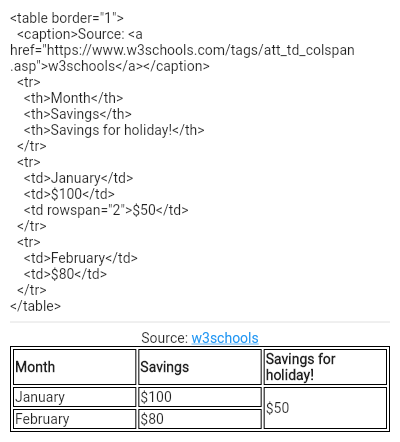 <table border="1">
<caption>Source: <a
href="https://www.w3schools.com/tags/att_td_colspan
.asp">w3schools</a></caption>
<tr>
<th>Month</th>
<th>Savings</th>
<th>Savings for holiday!</th>
</tr>
<tr>
<td>January</td>
<td>$100</td>
<td rowspan="2">$50</td>
</tr>
<tr>
<td>February</td>
<td>$80</td>
</tr>
</table>
Source: w3schools
Month Savings Savings for
holiday!
January $100 $50
February $80